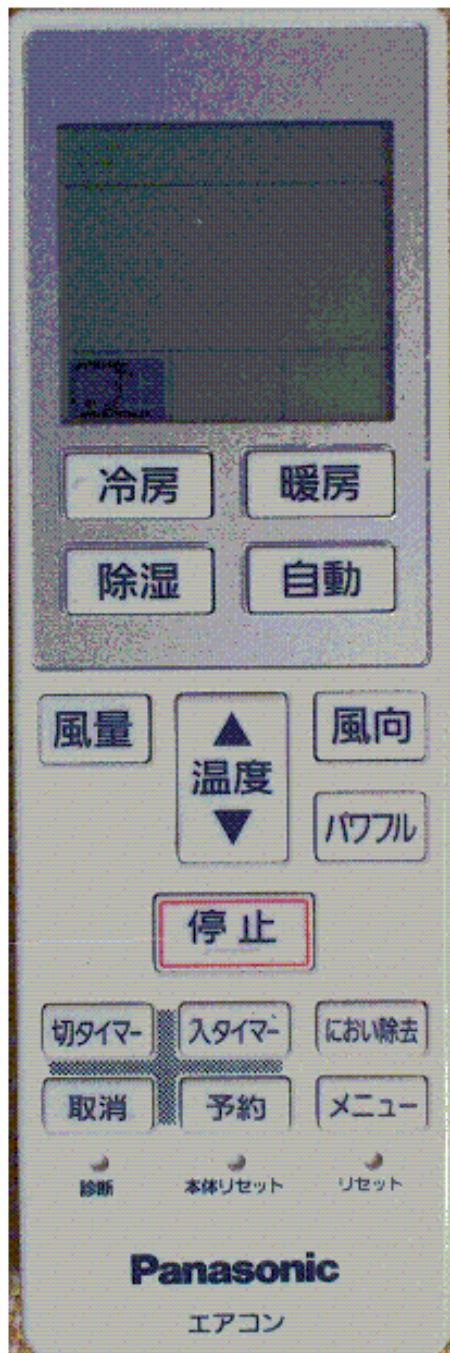 冷房 暖房
除湿 自動
風量 ▲ 風向
温度
▼ パワフル
停止
切タイマー 入タイマー におい除去
取消 予約 メニュー
診断 本体リセット リセット
Panasonic
エアコン